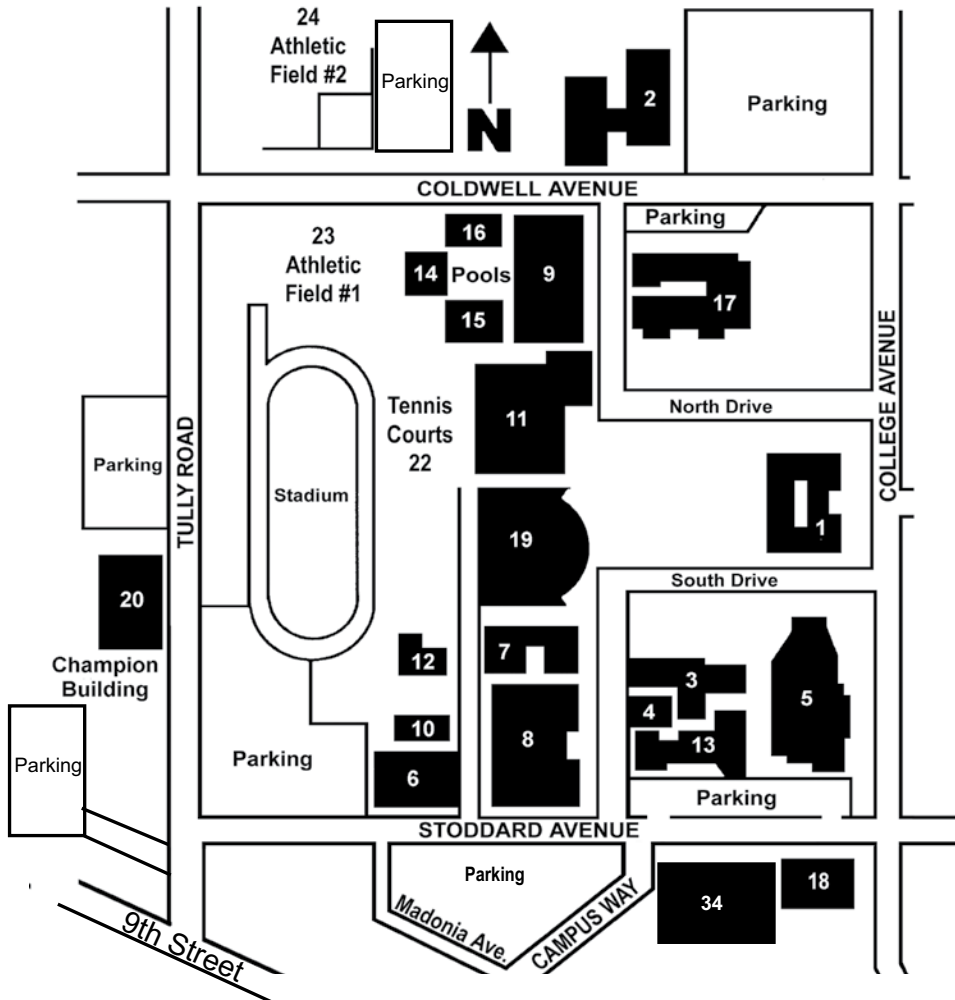 24
Athletic
Field #2
Parking
N
2
Parking
COLDWELL AVENUE
Parking
23
Athletic
Field #1
16
14
Pools
9
15
17
COLLEGE AVENUE
North Drive
11
Tennis
Courts
22
Parking
TULLY ROAD
Stadium
1
19
South Drive
20
Champion
Building
7
12
3
4
5
13
10
8
6
Parking
Parking
Parking
STODDARD AVENUE
Parking
Madonia Ave.
CAMPUS WAY
34
18
9th Street